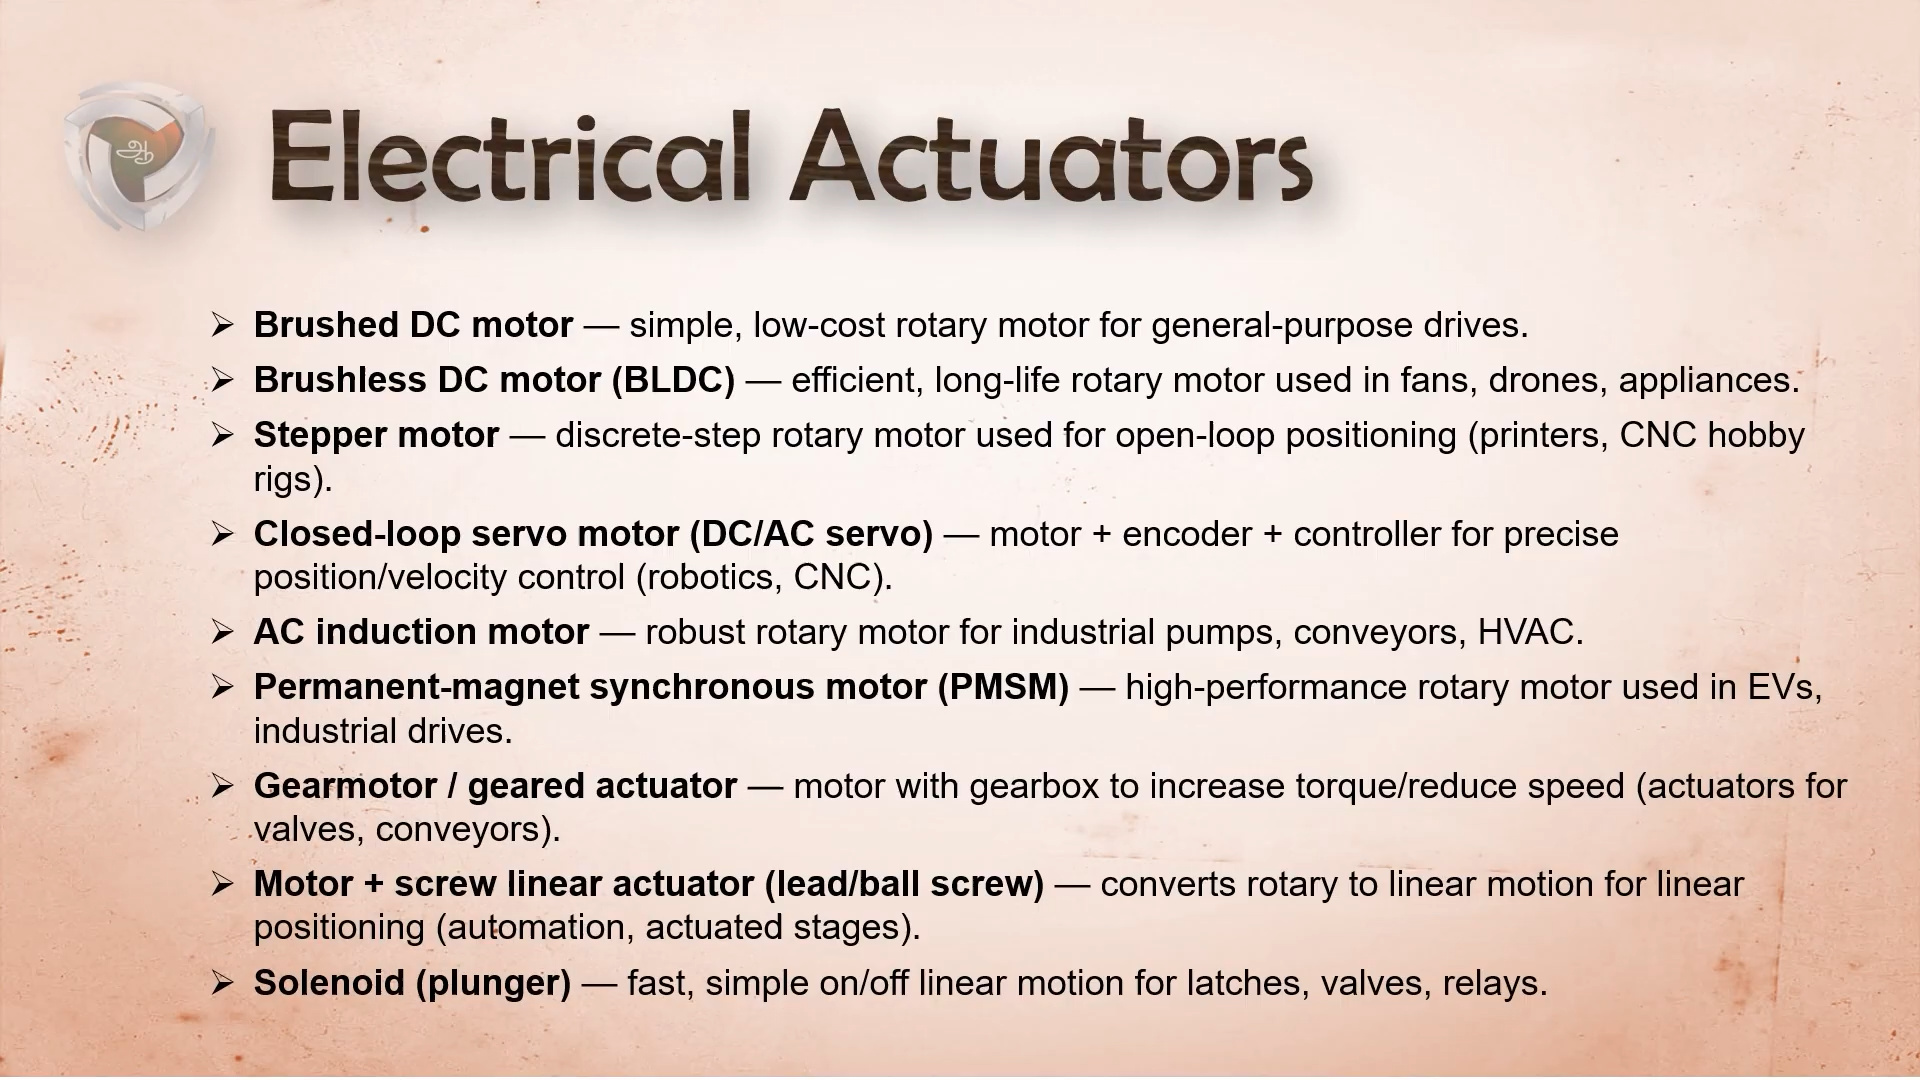 Electrical Actuators
➢ Brushed DC motor — simple, low-cost rotary motor for general-purpose drives.
➢ Brushless DC motor (BLDC) — efficient, long-life rotary motor used in fans, drones, appliances.
➢ Stepper motor — discrete-step rotary motor used for open-loop positioning (printers, CNC hobby
rigs).
➢ Closed-loop servo motor (DC/AC servo) — motor + encoder + controller for precise
position/velocity control (robotics, CNC).
➢ AC induction motor — robust rotary motor for industrial pumps, conveyors, HVAC.
➢ Permanent-magnet synchronous motor (PMSM) — high-performance rotary motor used in EVs,
industrial drives.
➢ Gearmotor / geared actuator — motor with gearbox to increase torque/reduce speed (actuators for
valves, conveyors).
➢ Motor + screw linear actuator (lead/ball screw) — converts rotary to linear motion for linear
positioning (automation, actuated stages).
➢ Solenoid (plunger) — fast, simple on/off linear motion for latches, valves, relays.